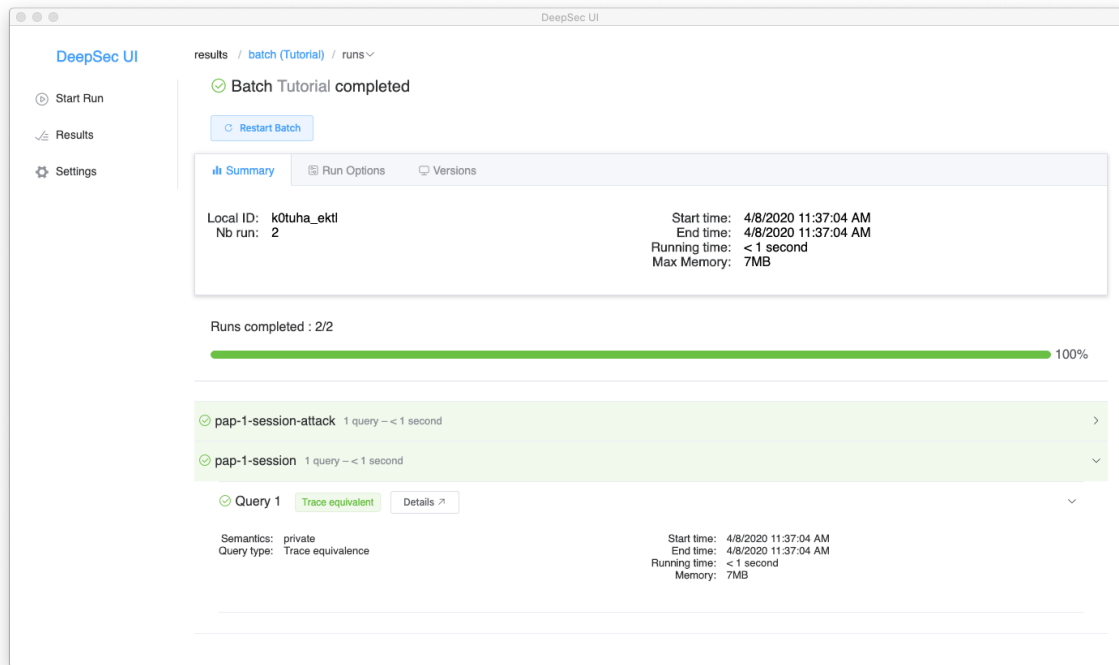 DeepSec UI
DeepSec UI
results / batch (Tutorial) / runs
Start Run
Results
Settings
Batch Tutorial completed
Restart Batch
Summary Run Options Versions
Local ID: k0tuha_ektl
Nb run: 2
Start time: 4/8/2020 11:37:04 AM
End time: 4/8/2020 11:37:04 AM
Running time: < 1 second
Max Memory: 7MB
Runs completed : 2/2
100%
pap-1-session-attack 1 query – < 1 second
pap-1-session 1 query – < 1 second
Query 1 Trace equivalent Details
Semantics: private
Query type: Trace equivalence
Start time: 4/8/2020 11:37:04 AM
End time: 4/8/2020 11:37:04 AM
Running time: < 1 second
Memory: 7MB